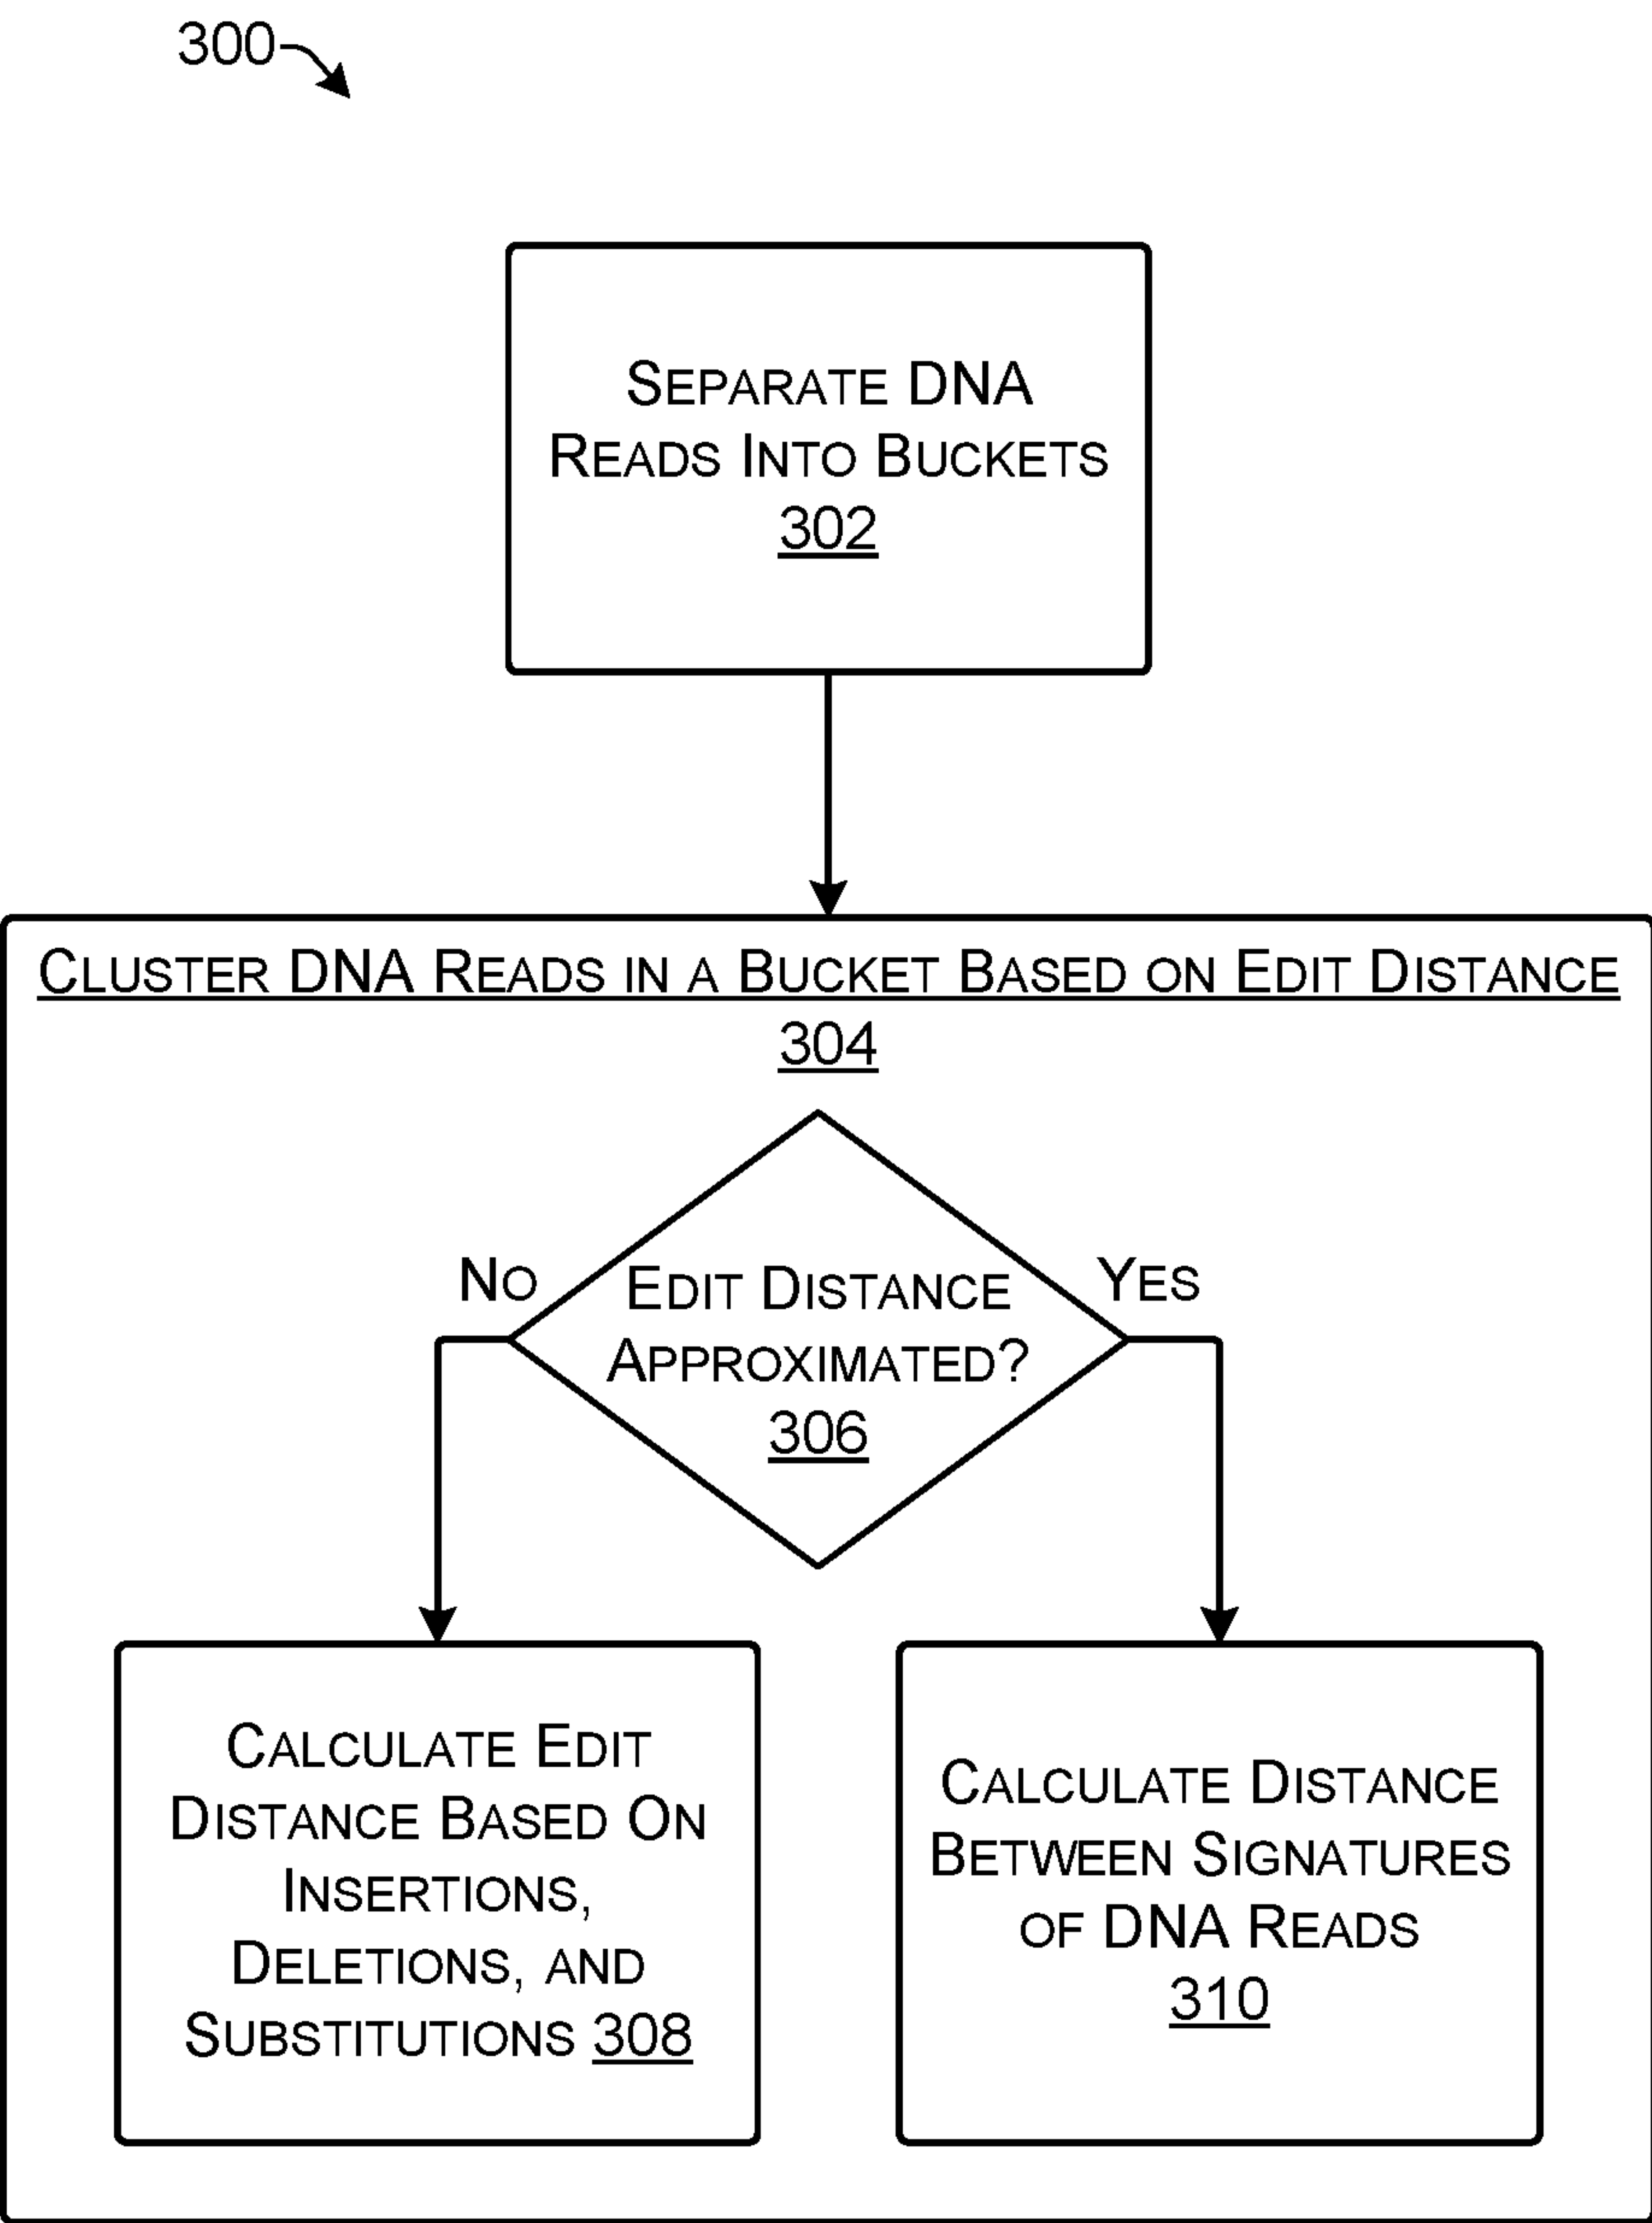 300
SEPARATE DNA
READS INTO BUCKETS
302
CLUSTER DNA READS IN A BUCKET BASED ON EDIT DISTANCE
304
NO
EDIT DISTANCE
YES
APPROXIMATED?
306
CALCULATE EDIT
DISTANCE BASED ON
INSERTIONS,
DELETIONS, AND
SUBSTITUTIONS 308
CALCULATE DISTANCE
BETWEEN SIGNATURES
OF DNA READS
310